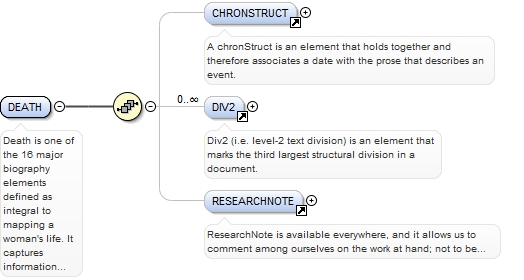 CHRONSTRUCT
A chronStruct is an element that holds together and
therefore associates a date with the prose that describes an
event.
0..∞
DEATH
DIV2
Death is one of
the 16 major
biography
elements
defined as
integral to
mapping a
woman's life. It
captures
information...
Div2 (i.e. level-2 text division) is an element that
marks the third largest structural division in a
document.
RESEARCHNOTE
ResearchNote is available everywhere, and it allows us to
comment among ourselves on the work at hand; not to be...